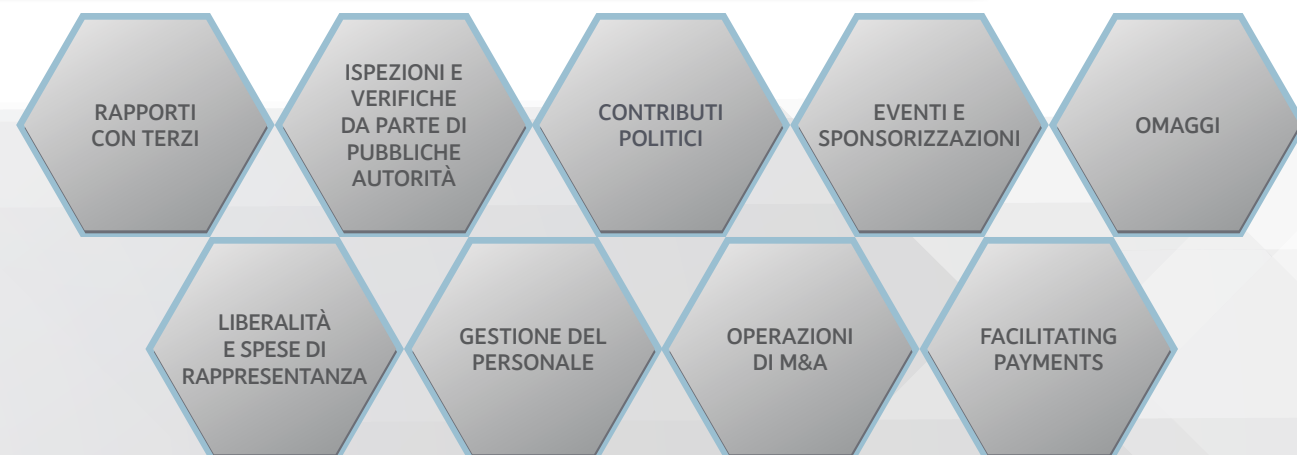 RAPPORTI
CON TERZI
ISPEZIONI E
VERIFICHE
DA PARTE DI
PUBBLICHE
AUTORITÀ
CONTRIBUTI
POLITICI
EVENTI E
SPONSORIZZAZIONI
OMAGGI
LIBERALITÀ
E SPESE DI
RAPPRESENTANZA
GESTIONE DEL
PERSONALE
OPERAZIONI
DI M&A
FACILITATING
PAYMENTS